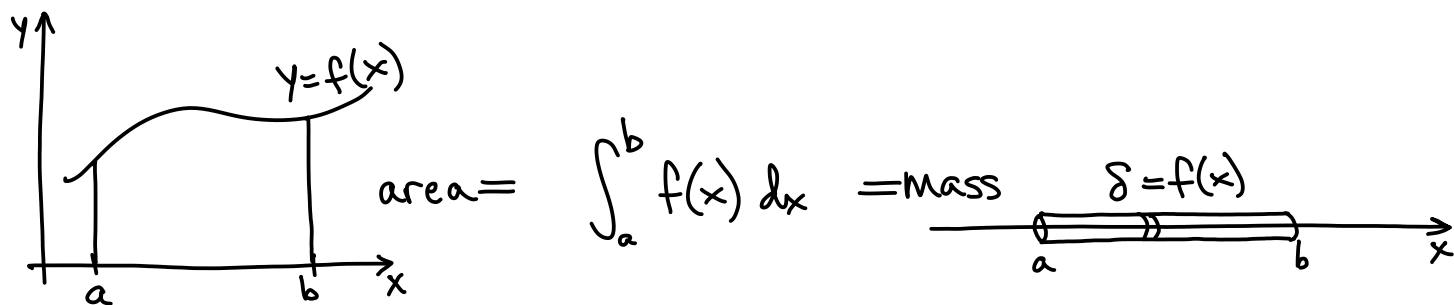 y
y=f(x)
area= ∫_a^b f(x) dx =mass δ=f(x)
a b x
a b x